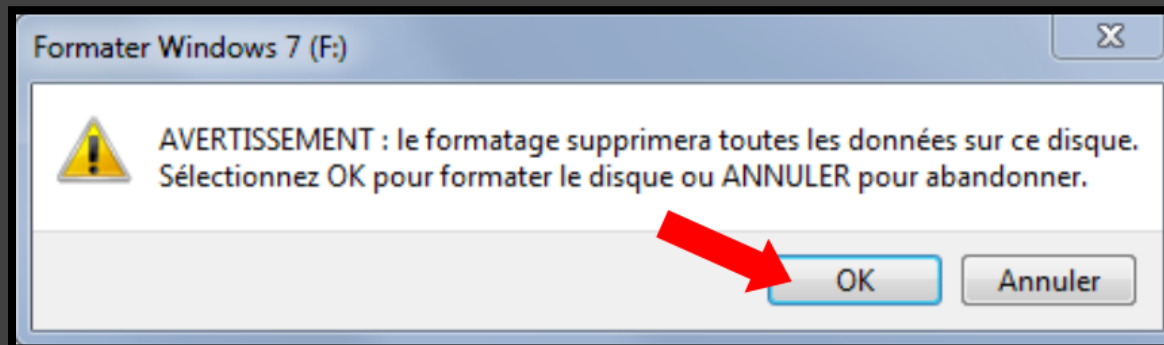 Formater Windows 7 (F:)
AVERTISSEMENT : le formatage supprimera toutes les données sur ce disque.
Sélectionnez OK pour formater le disque ou ANNULER pour abandonner.
OK
Annuler